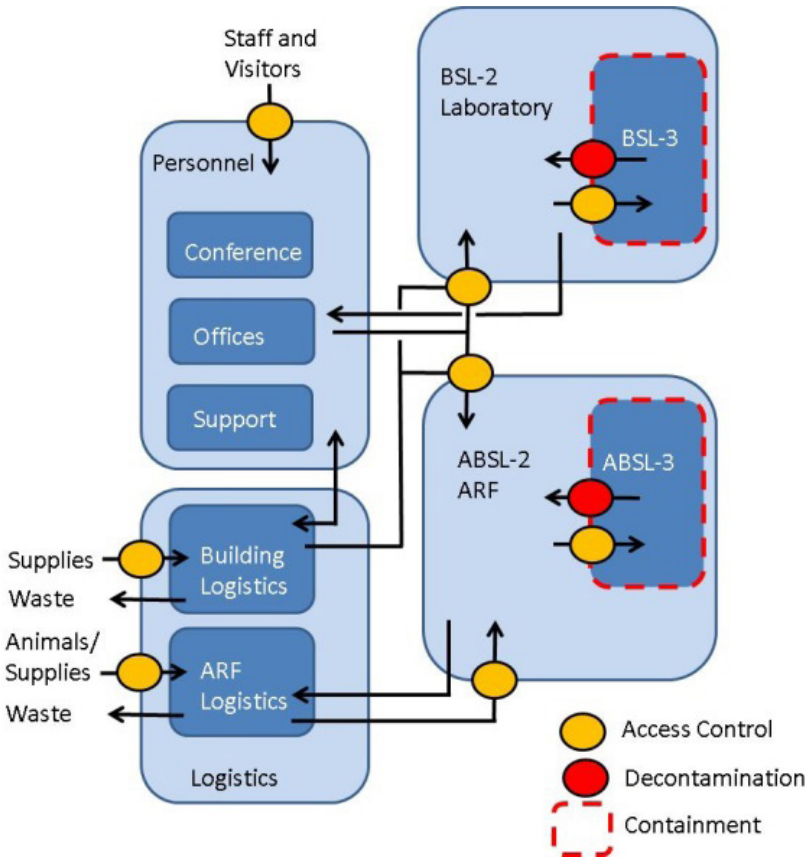 Staff and
Visitors
Personnel
Conference
Offices
Support
BSL-2
Laboratory
BSL-3
ABSL-2
ARF
ABSL-3
Supplies
Waste
Building
Logistics
Animals/
Supplies
Waste
ARF
Logistics
Logistics
Access Control
Decontamination
Containment